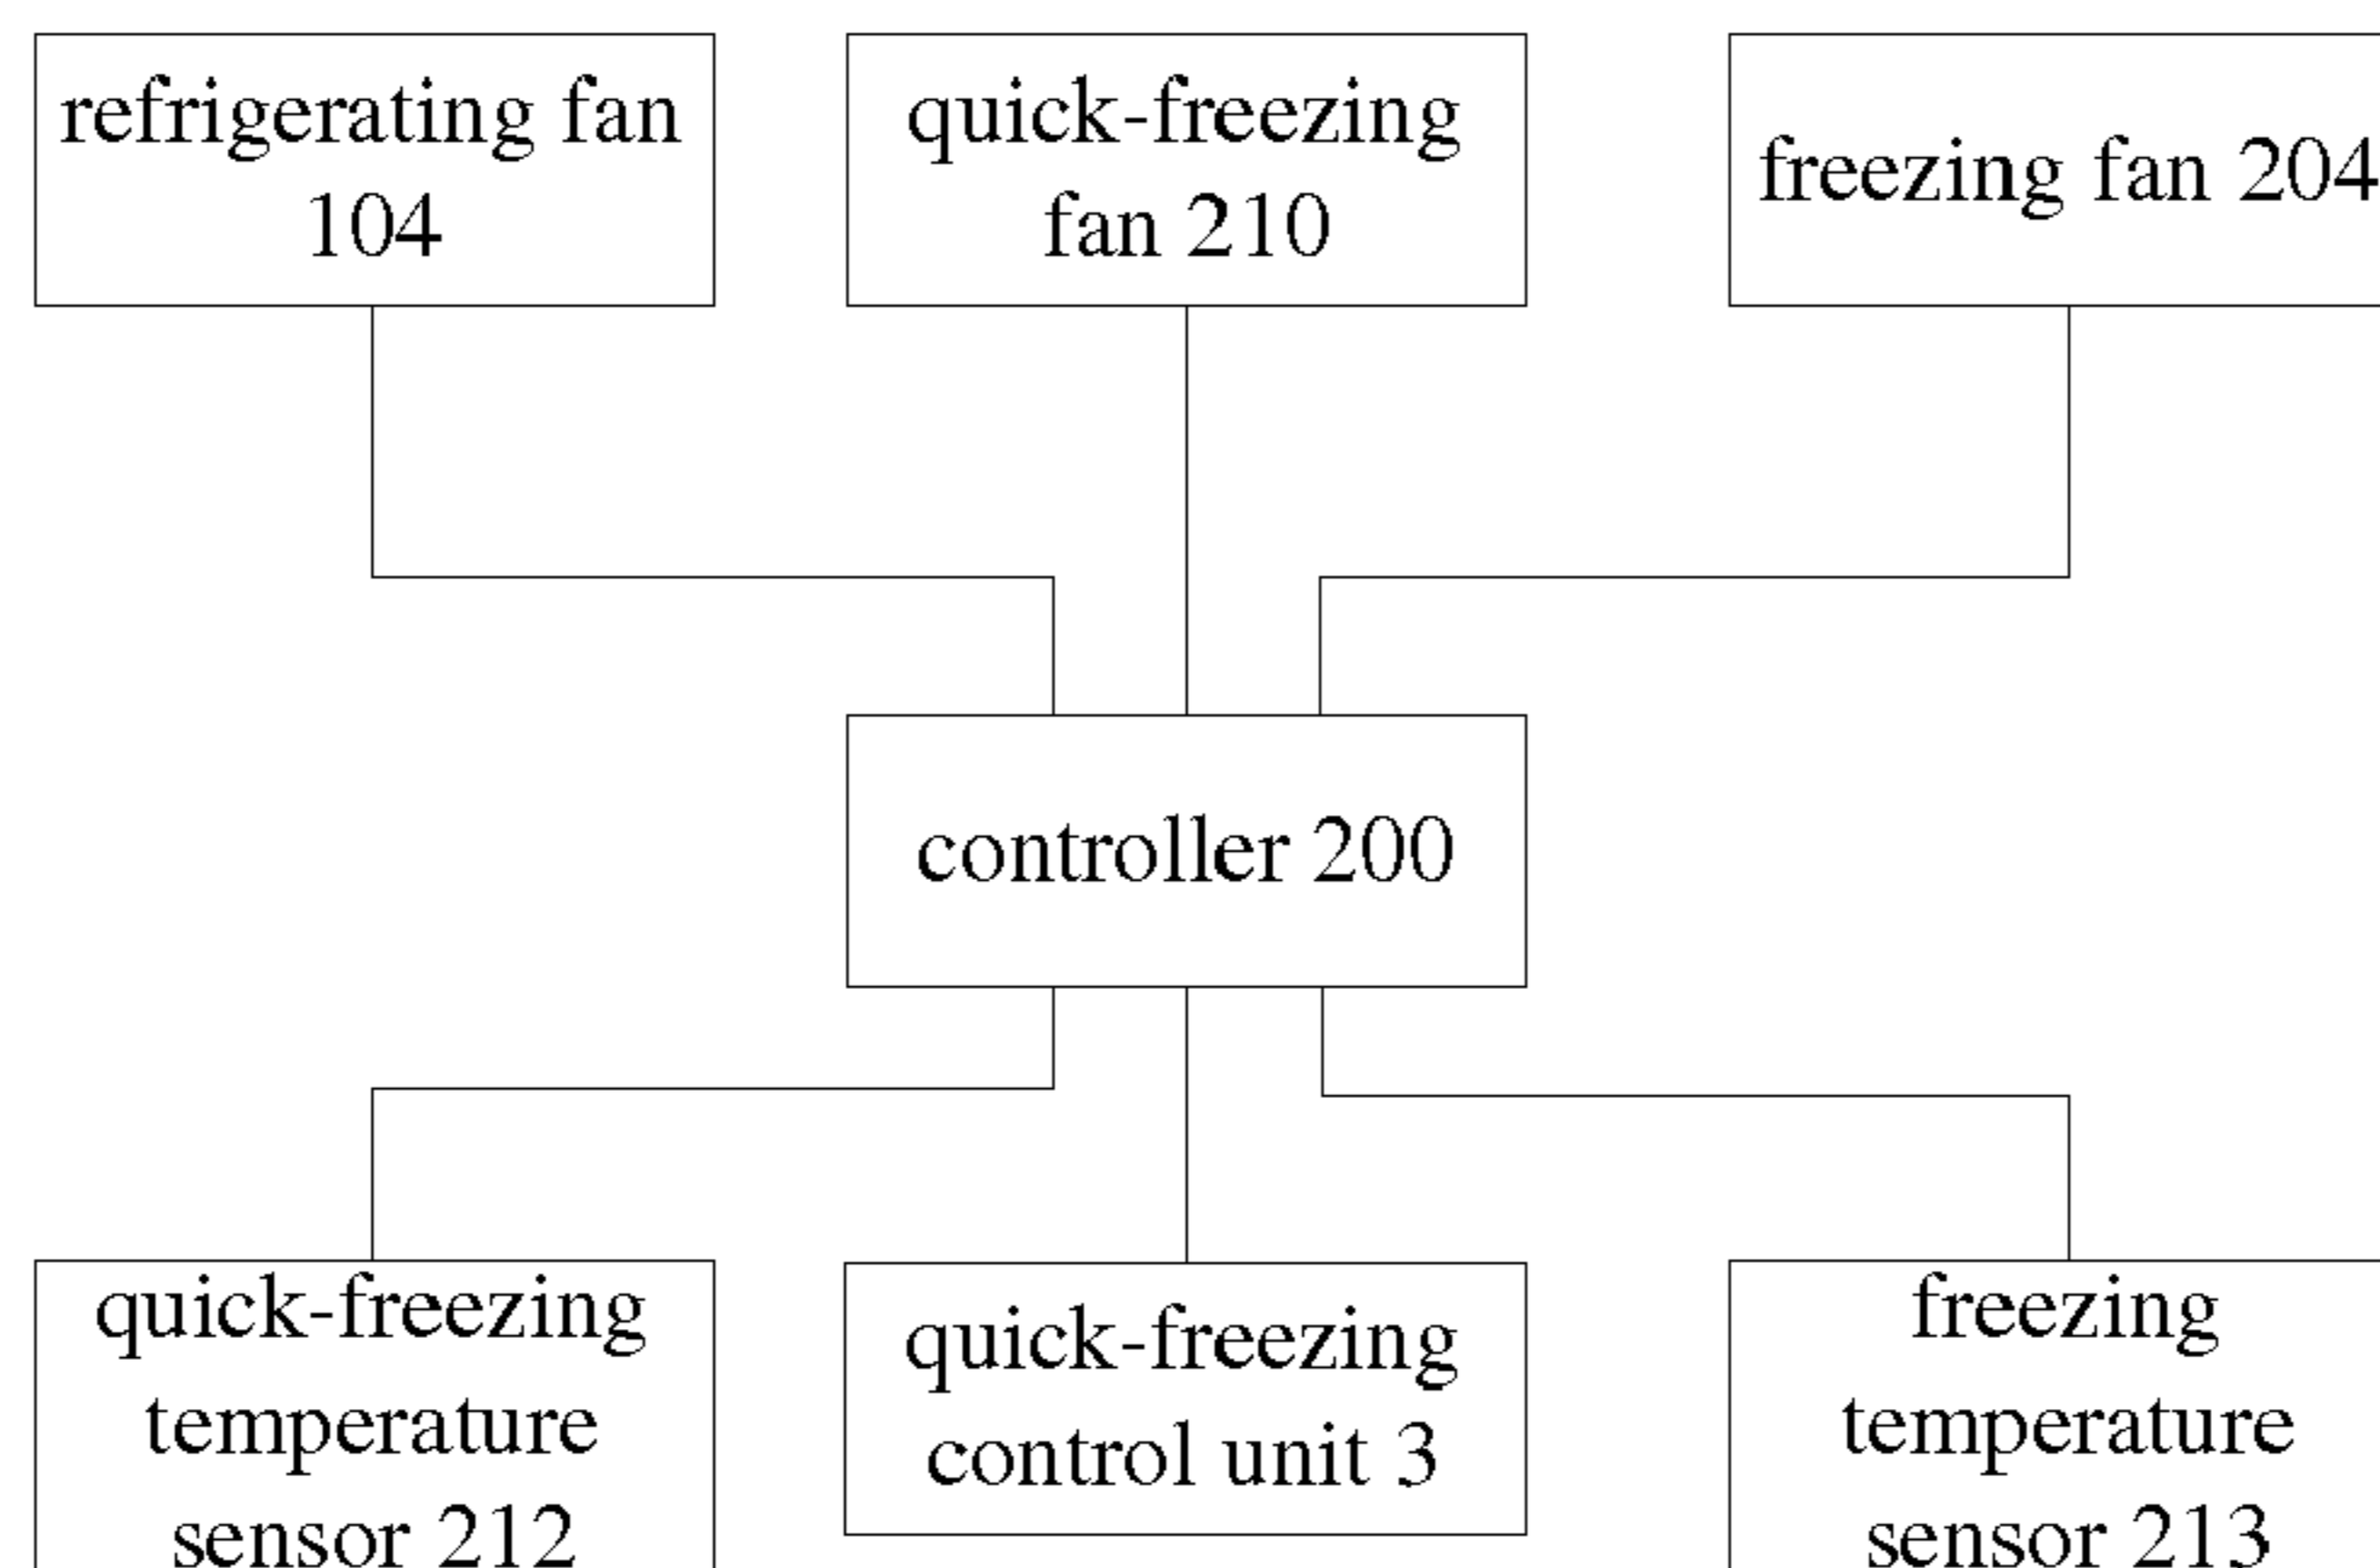 refrigerating fan
104
quick-freezing
fan 210
freezing fan 204
controller 200
quick-freezing
temperature
sensor 212
quick-freezing
control unit 3
freezing
temperature
sensor 213